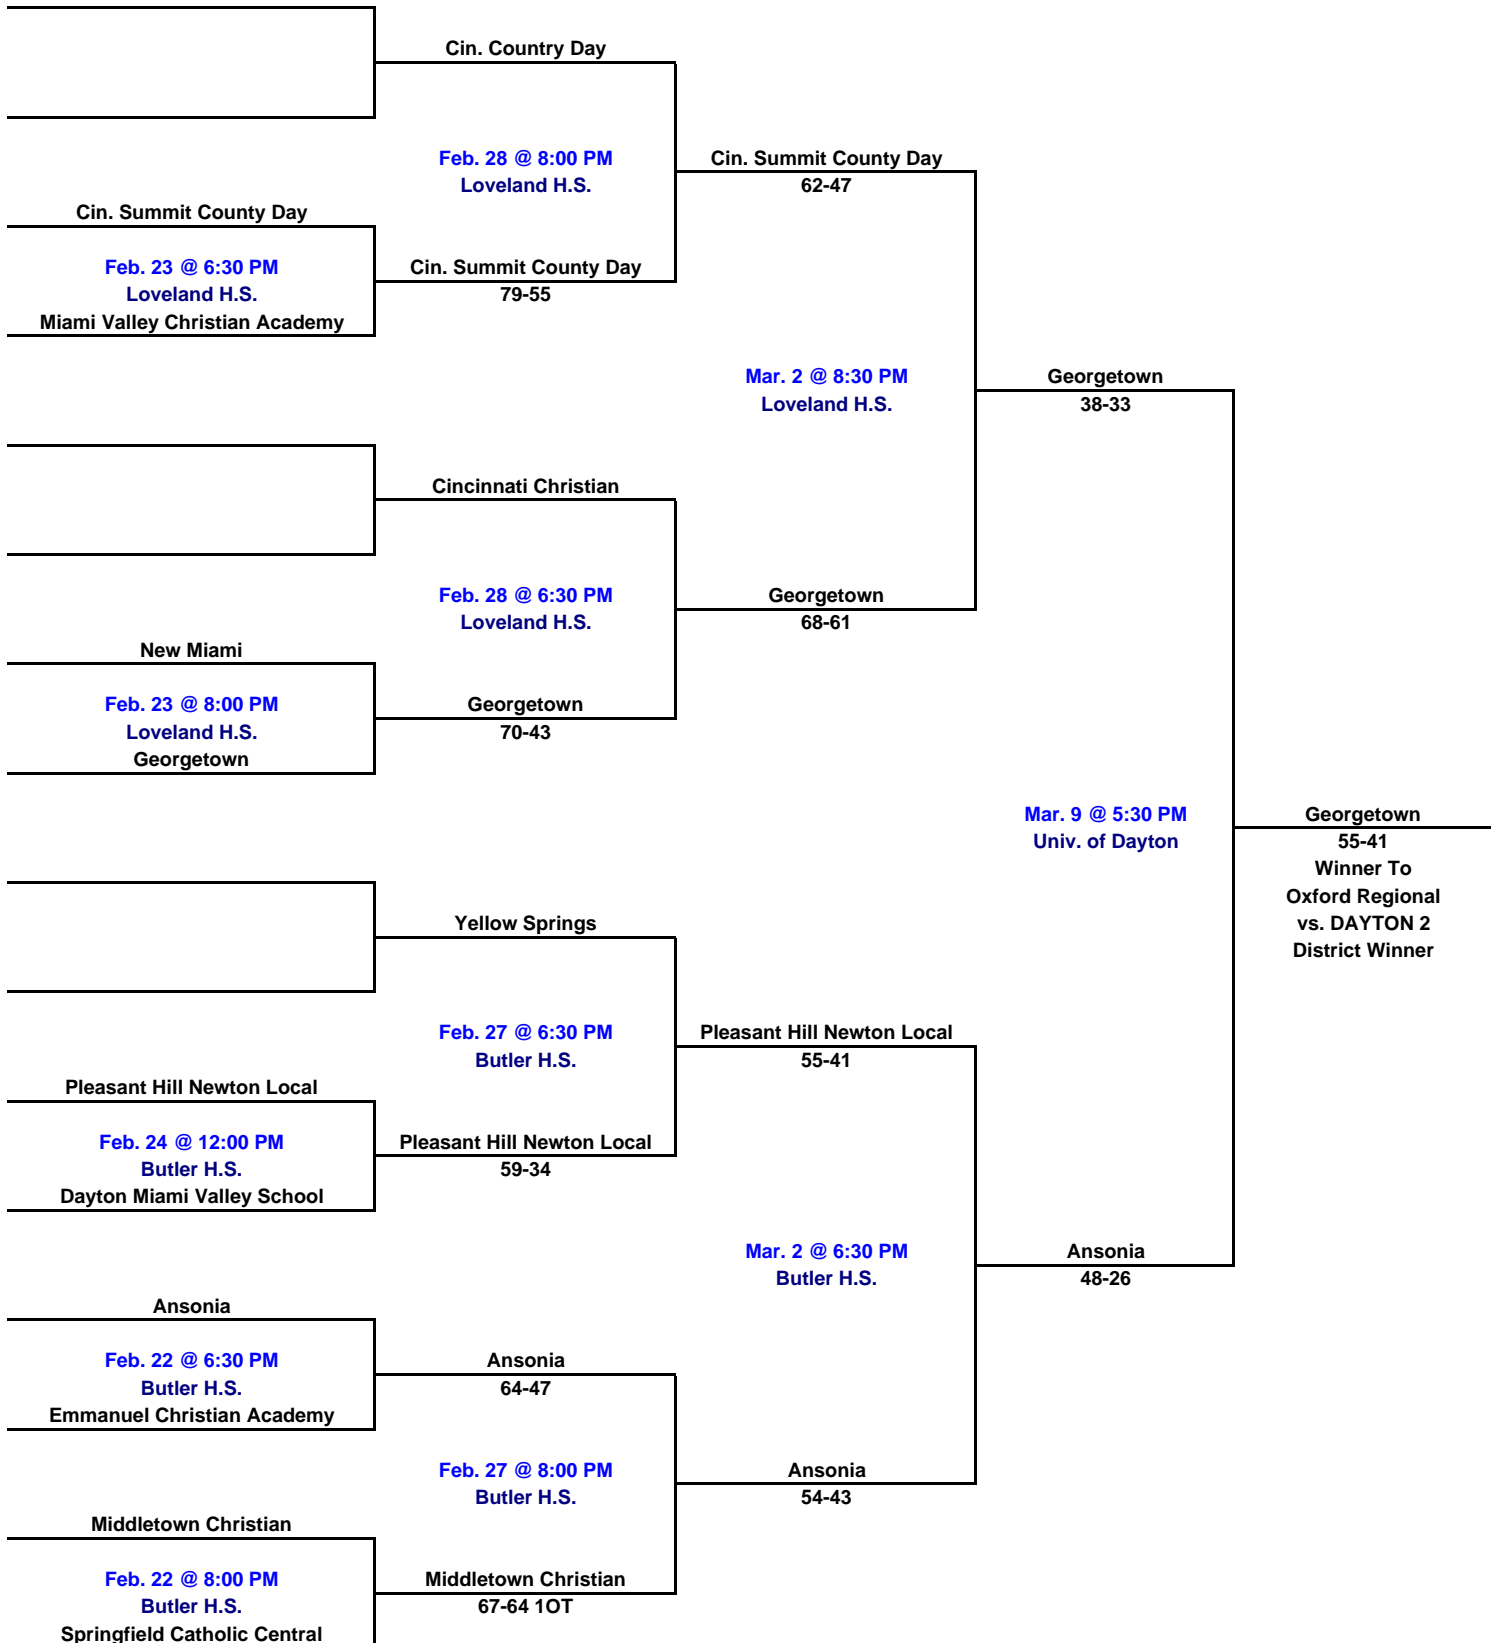 Cin. Country Day
Feb. 28 @ 8:00 PM
Loveland H.S.
Cin. Summit County Day
62-47
Cin. Summit County Day
Feb. 23 @ 6:30 PM
Loveland H.S.
Miami Valley Christian Academy
Cin. Summit County Day
79-55
Mar. 2 @ 8:30 PM
Loveland H.S.
Georgetown
38-33
Cincinnati Christian
Feb. 28 @ 6:30 PM
Loveland H.S.
Georgetown
68-61
New Miami
Feb. 23 @ 8:00 PM
Loveland H.S.
Georgetown
Georgetown
70-43
Mar. 9 @ 5:30 PM
Univ. of Dayton
Georgetown
55-41
Winner To
Oxford Regional
vs. DAYTON 2
District Winner
Yellow Springs
Feb. 27 @ 6:30 PM
Butler H.S.
Pleasant Hill Newton Local
55-41
Pleasant Hill Newton Local
Feb. 24 @ 12:00 PM
Butler H.S.
Dayton Miami Valley School
Pleasant Hill Newton Local
59-34
Mar. 2 @ 6:30 PM
Butler H.S.
Ansonia
48-26
Ansonia
Feb. 22 @ 6:30 PM
Butler H.S.
Emmanuel Christian Academy
Ansonia
64-47
Feb. 27 @ 8:00 PM
Butler H.S.
Ansonia
54-43
Middletown Christian
Feb. 22 @ 8:00 PM
Butler H.S.
Springfield Catholic Central
Middletown Christian
67-64 1OT